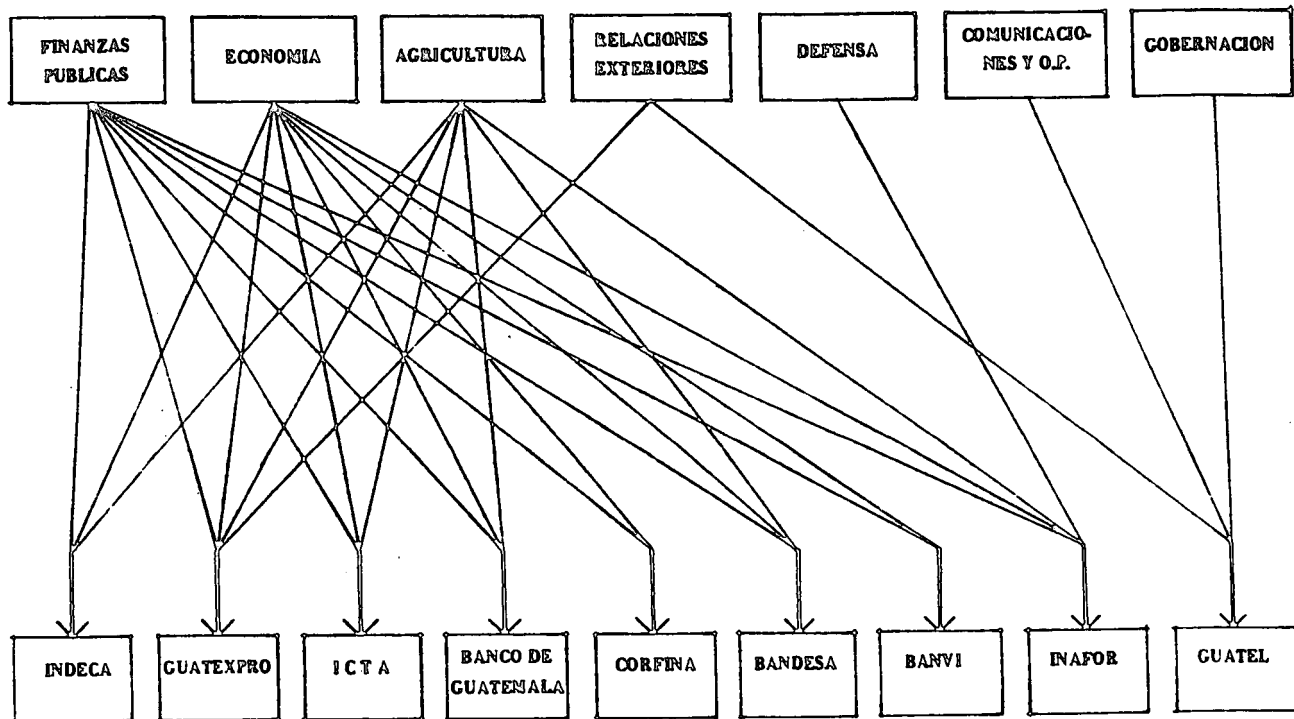 FINANZAS
PUBLICAS
ECONOMIA
AGRICULTURA
RELACIONES
EXTERIORES
DEFENSA
COMUNICACIO-
NES Y O.P.
GOBERNACION
INDECA
GUATEXPRO
I C T A
BANCO DE
GUATEMALA
CORFINA
BANDESA
BANVI
INAFOR
GUATEL